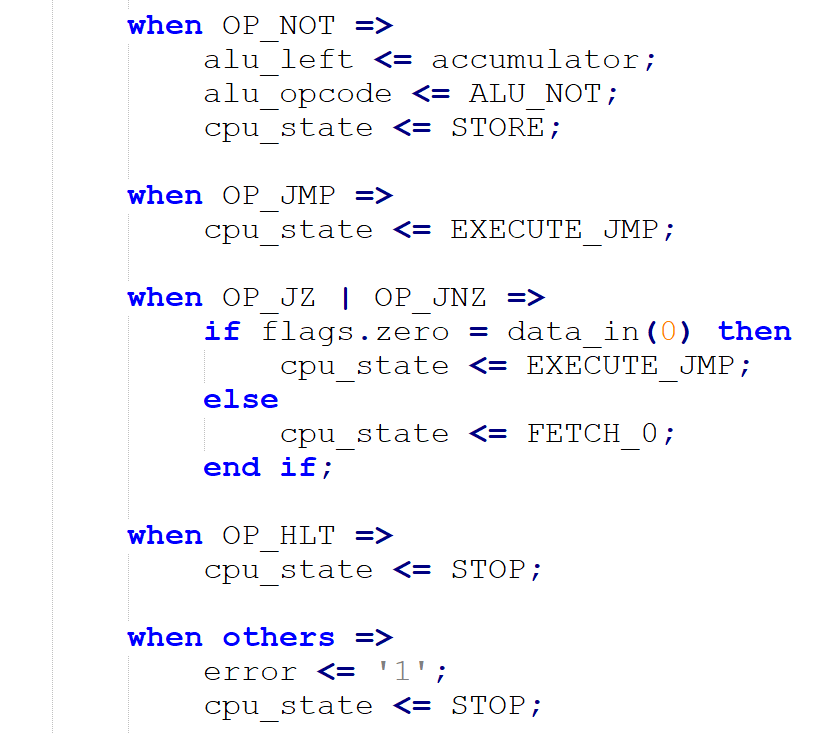 when OP_NOT =>
alu_left <= accumulator;
alu_opcode <= ALU_NOT;
cpu_state <= STORE;
when OP_JMP =>
cpu_state <= EXECUTE_JMP;
when OP_JZ | OP_JNZ =>
if flags.zero = data_in(0) then
cpu_state <= EXECUTE_JMP;
else
cpu_state <= FETCH_0;
end if;
when OP_HLT =>
cpu_state <= STOP;
when others =>
error <= '1';
cpu_state <= STOP;